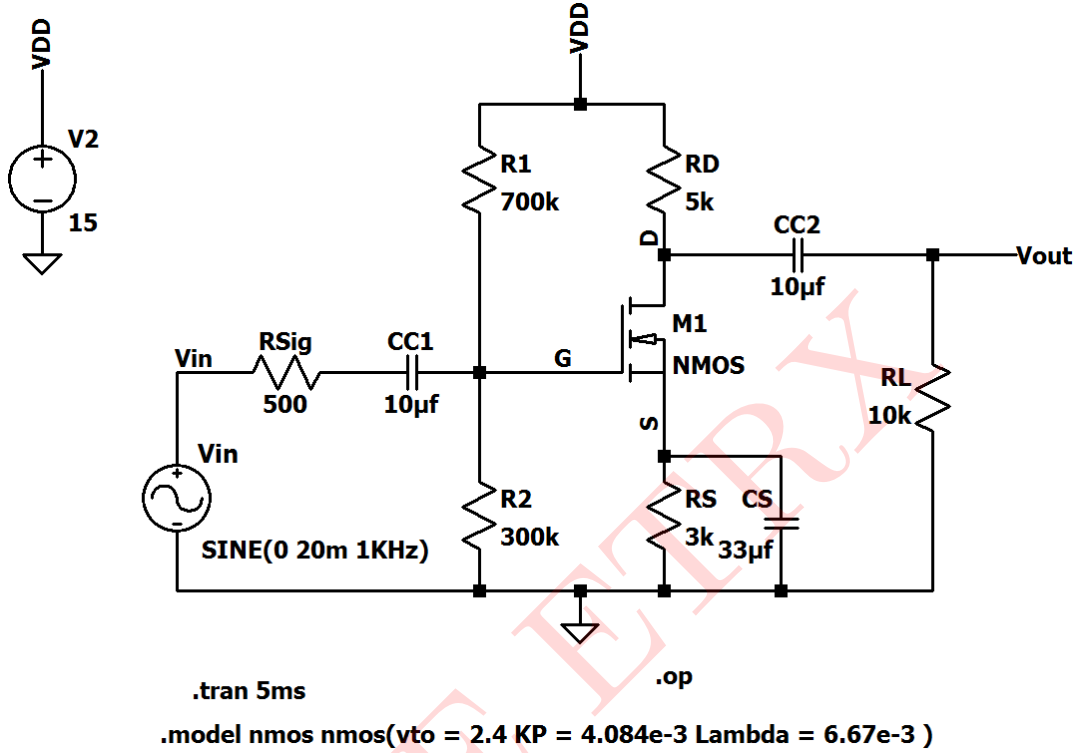 VDD
V2
15
VDD
R1
700k
RD
5k
D
CC2
10µf
Vout
M1
NMOS
G
S
RSig
500
CC1
10µf
Vin
Vin
SINE(0 20m 1KHz)
R2
300k
RS
3k
CS
33µf
RL
10k
.tran 5ms
.op
.model nmos nmos(vto = 2.4 KP = 4.084e-3 Lambda = 6.67e-3 )
ETRX